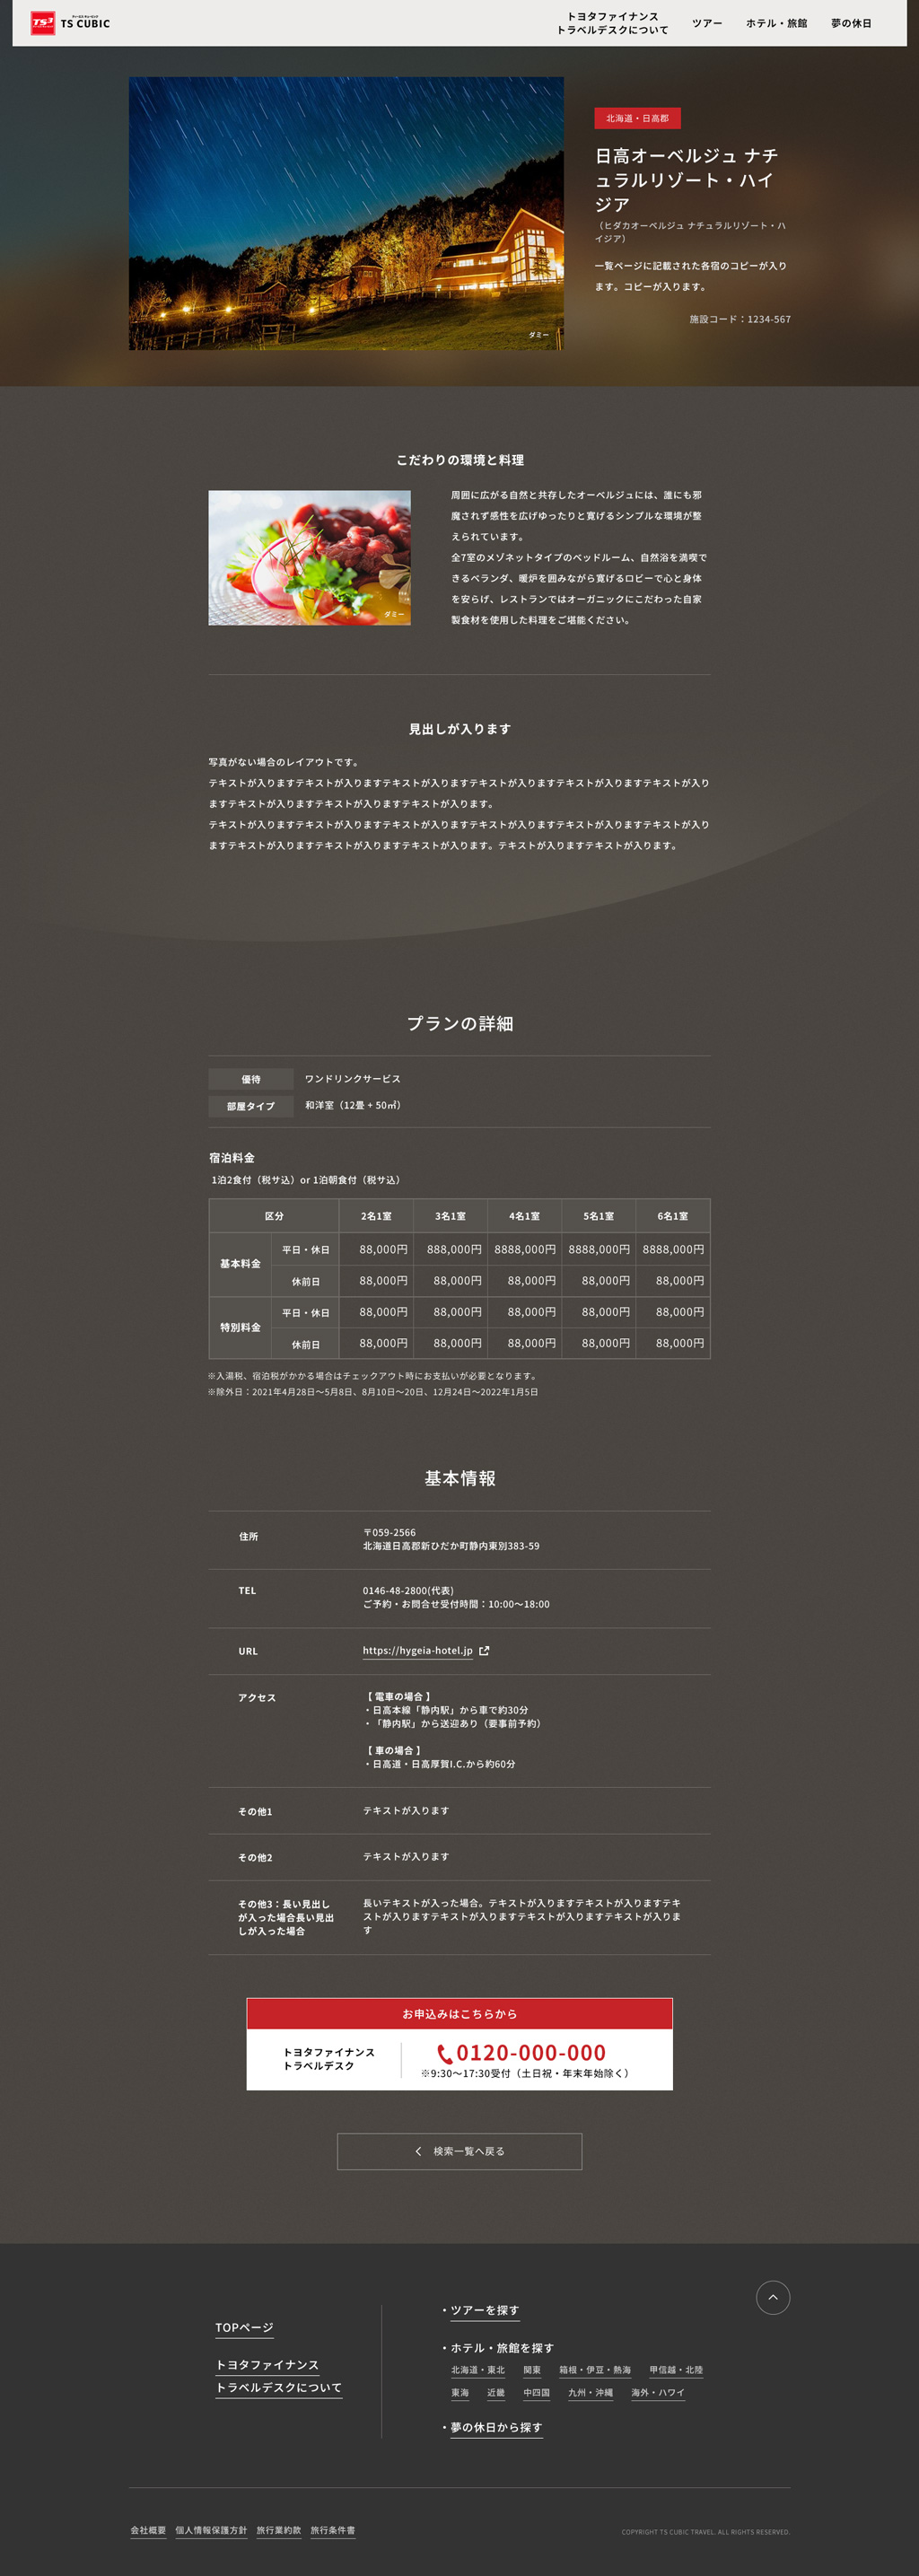 TS³
TS CUBIC
トヨタファイナンス
トラベルデスクについて
ツアー
ホテル・旅館
夢の休日
北海道・日高郡
日高オーベルジュ ナチ
ュラルリゾート・ハイ
ジア
（ヒダカオーベルジュ ナチュラルリゾート・ハ
イジア）
一覧ページに記載された各宿のコピーが入り
ます。コピーが入ります。
施設コード：1234-567
ダミー
こだわりの環境と料理
周囲に広がる自然と共存したオーベルジュには、誰にも邪
魔されず感性を広げゆったりと寛げるシンプルな環境が整
えられています。
全7室のメゾネットタイプのベッドルーム、自然浴を満喫で
きるベランダ、暖炉を囲みながら寛げるロビーで心と身体
を安らげ、レストランではオーガニックにこだわった自家
製食材を使用した料理をご堪能ください。
ダミー
見出しが入ります
写真がない場合のレイアウトです。
テキストが入りますテキストが入りますテキストが入りますテキストが入りますテキストが入りますテキストが入り
ますテキストが入りますテキストが入りますテキストが入ります。
テキストが入りますテキストが入りますテキストが入りますテキストが入りますテキストが入りますテキストが入り
ますテキストが入りますテキストが入りますテキストが入ります。テキストが入りますテキストが入ります。
プランの詳細
優待 ワンドリンクサービス
部屋タイプ 和洋室（12畳 + 50㎡）
宿泊料金
1泊2食付（税サ込）or 1泊朝食付（税サ込）
区分 2名1室 3名1室 4名1室 5名1室 6名1室
基本料金
平日・休日 88,000円 888,000円 8888,000円 8888,000円 8888,000円
休前日 88,000円 88,000円 88,000円 88,000円 88,000円
特別料金
平日・休日 88,000円 88,000円 88,000円 88,000円 88,000円
休前日 88,000円 88,000円 88,000円 88,000円 88,000円
※入湯税、宿泊税がかかる場合はチェックアウト時にお支払いが必要となります。
※除外日：2021年4月28日〜5月8日、8月10日〜20日、12月24日〜2022年1月5日
基本情報
住所
〒059-2566
北海道日高郡新ひだか町静内東別383-59
TEL
0146-48-2800(代表)
ご予約・お問合せ受付時間：10:00〜18:00
URL
https://hygeia-hotel.jp
アクセス
【 電車の場合 】
・日高本線「静内駅」から車で約30分
・「静内駅」から送迎あり（要事前予約）
【 車の場合 】
・日高道・日高厚賀I.C.から約60分
その他1
テキストが入ります
その他2
テキストが入ります
その他3：長い見出し
が入った場合長い見出
しが入った場合
長いテキストが入った場合。テキストが入りますテキストが入りますテキ
ストが入りますテキストが入りますテキストが入りますテキストが入りま
す
お申込みはこちらから
トヨタファイナンス
トラベルデスク
0120-000-000
※9:30〜17:30受付（土日祝・年末年始除く）
検索一覧へ戻る
TOPページ
トヨタファイナンス
トラベルデスクについて
・ツアーを探す
・ホテル・旅館を探す
北海道・東北 関東 箱根・伊豆・熱海 甲信越・北陸
東海 近畿 中四国 九州・沖縄 海外・ハワイ
・夢の休日から探す
会社概要 個人情報保護方針 旅行業約款 旅行条件書
COPYRIGHT TS CUBIC TRAVEL. ALL RIGHTS RESERVED.